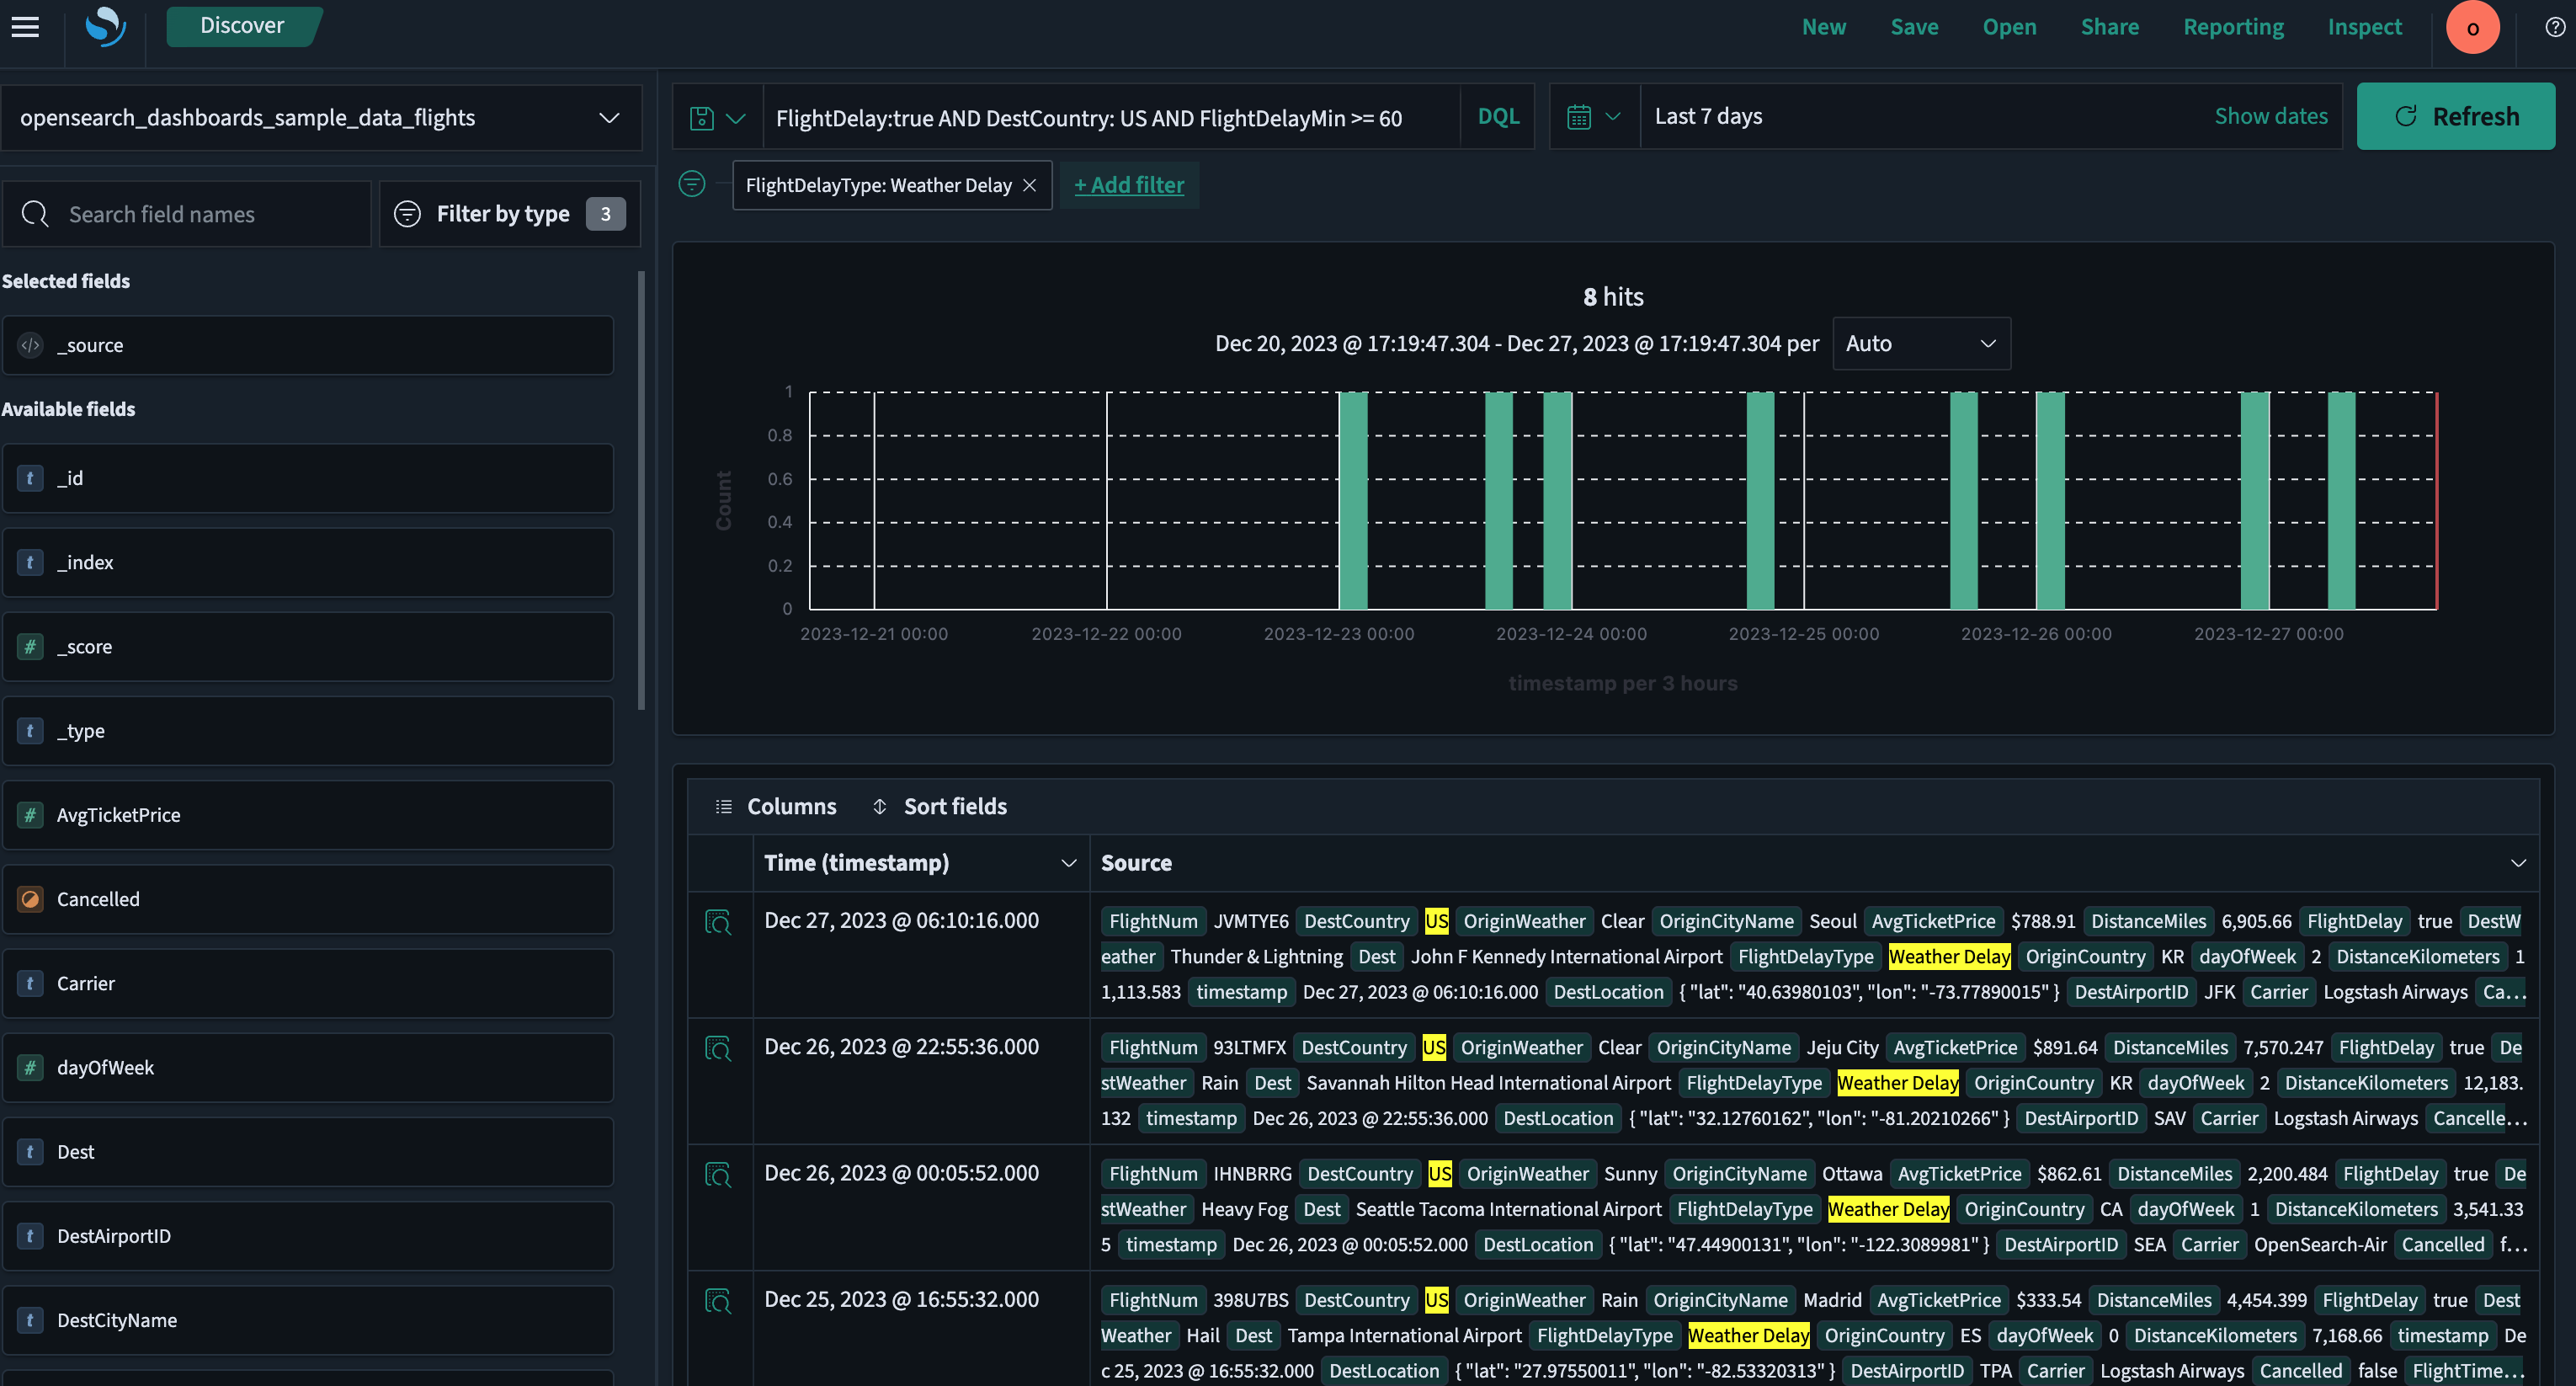 Discover
New Save Open Share Reporting Inspect o
opensearch_dashboards_sample_data_flights
FlightDelay:true AND DestCountry: US AND FlightDelayMin >= 60 DQL
Last 7 days Show dates Refresh
FlightDelayType: Weather Delay + Add filter
Search field names Filter by type 3
Selected fields
_source
Available fields
_id
_index
_score
_type
AvgTicketPrice
Cancelled
Carrier
dayOfWeek
Dest
DestAirportID
DestCityName
8 hits
Dec 20, 2023 @ 17:19:47.304 - Dec 27, 2023 @ 17:19:47.304 per Auto
1
0.8
0.6
0.4
0.2
0
Count
2023-12-21 00:00 2023-12-22 00:00 2023-12-23 00:00 2023-12-24 00:00 2023-12-25 00:00 2023-12-26 00:00 2023-12-27 00:00
timestamp per 3 hours
Columns Sort fields
Time (timestamp) Source
Dec 27, 2023 @ 06:10:16.000 FlightNum JVMTYE6 DestCountry US OriginWeather Clear OriginCityName Seoul AvgTicketPrice $788.91 DistanceMiles 6,905.66 FlightDelay true DestW
eather Thunder & Lightning Dest John F Kennedy International Airport FlightDelayType Weather Delay OriginCountry KR dayOfWeek 2 DistanceKilometers 1
1,113.583 timestamp Dec 27, 2023 @ 06:10:16.000 DestLocation { "lat": "40.63980103", "lon": "-73.77890015" } DestAirportID JFK Carrier Logstash Airways Ca...
Dec 26, 2023 @ 22:55:36.000 FlightNum 93LTMFX DestCountry US OriginWeather Clear OriginCityName Jeju City AvgTicketPrice $891.64 DistanceMiles 7,570.247 FlightDelay true De
stWeather Rain Dest Savannah Hilton Head International Airport FlightDelayType Weather Delay OriginCountry KR dayOfWeek 2 DistanceKilometers 12,183.
132 timestamp Dec 26, 2023 @ 22:55:36.000 DestLocation { "lat": "32.12760162", "lon": "-81.20210266" } DestAirportID SAV Carrier Logstash Airways Cancelle...
Dec 26, 2023 @ 00:05:52.000 FlightNum IHNBRRG DestCountry US OriginWeather Sunny OriginCityName Ottawa AvgTicketPrice $862.61 DistanceMiles 2,200.484 FlightDelay true De
stWeather Heavy Fog Dest Seattle Tacoma International Airport FlightDelayType Weather Delay OriginCountry CA dayOfWeek 1 DistanceKilometers 3,541.33
5 timestamp Dec 26, 2023 @ 00:05:52.000 DestLocation { "lat": "47.44900131", "lon": "-122.3089981" } DestAirportID SEA Carrier OpenSearch-Air Cancelled f...
Dec 25, 2023 @ 16:55:32.000 FlightNum 398U7BS DestCountry US OriginWeather Rain OriginCityName Madrid AvgTicketPrice $333.54 DistanceMiles 4,454.399 FlightDelay true Dest
Weather Hail Dest Tampa International Airport FlightDelayType Weather Delay OriginCountry ES dayOfWeek 0 DistanceKilometers 7,168.66 timestamp De
c 25, 2023 @ 16:55:32.000 DestLocation { "lat": "27.97550011", "lon": "-82.53320313" } DestAirportID TPA Carrier Logstash Airways Cancelled false FlightTime...